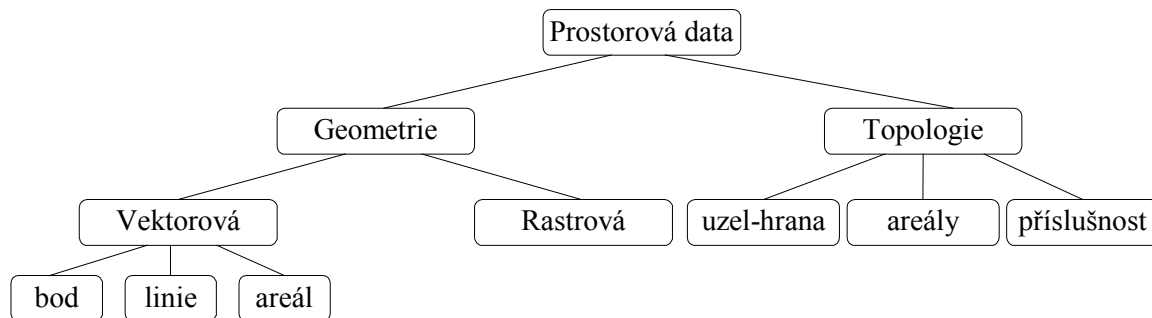 Prostorová data
Geometrie
Topologie
Vektorová
Rastrová
uzel-hrana
areály
příslušnost
bod
linie
areál